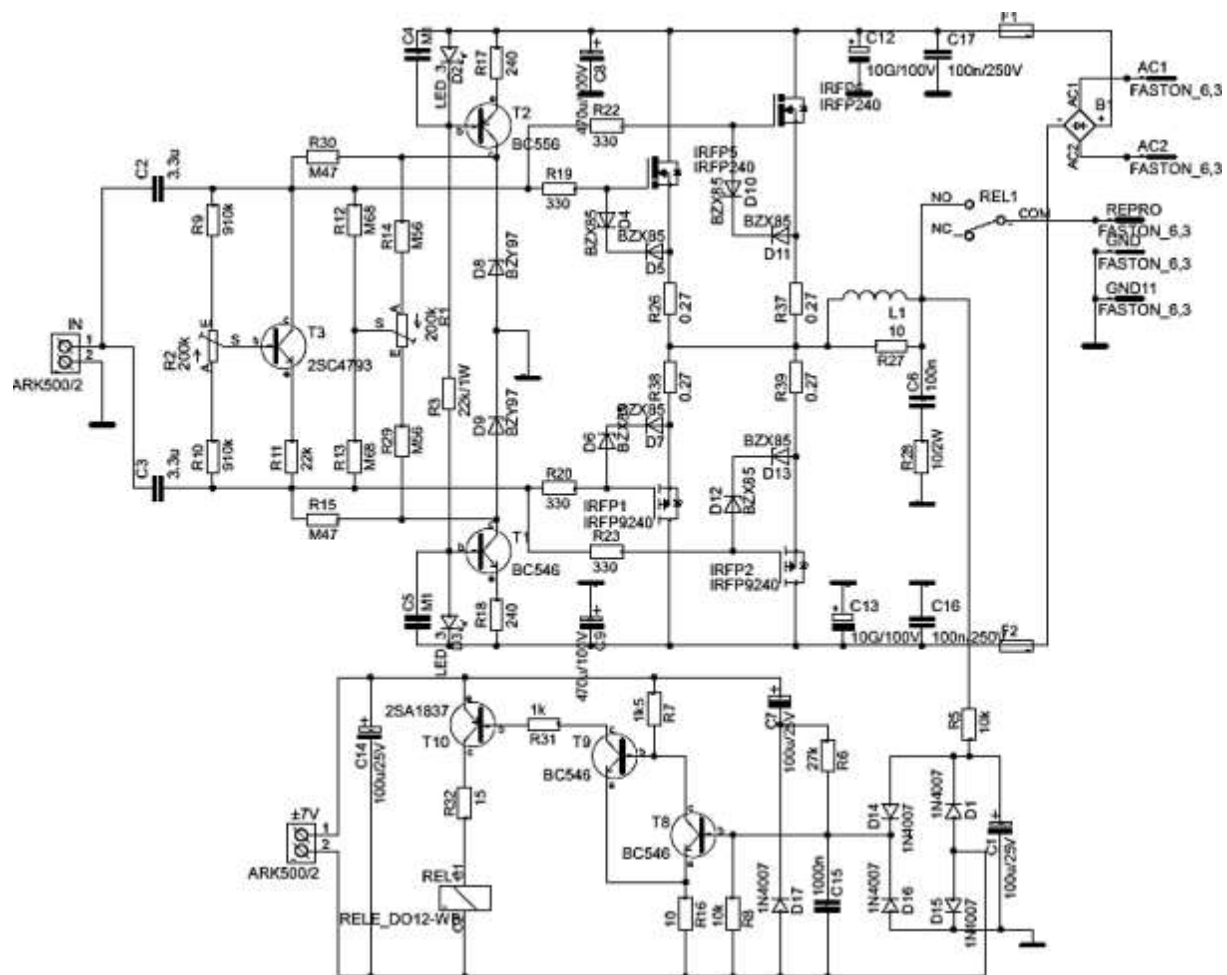 F1
C4 M1
LED_3 D2
R17 240
C8 470u/100V
C12 10G/100V
C17 100n/250V
AC1
FASTON_6,3
AC1 AC2
B1
- +
AC2
FASTON_6,3
T2
BC556
R22
330
IRFP240
R30
M47
C2 3.3u
R19
330
IRFP5
IRFP240
BZX85 D10
BZX85 D4
BZX85
D5
BZX85
D11
NO
NC
REL1
COM
REPRO
FASTON_6,3
GND
FASTON_6,3
GND11
FASTON_6,3
R9 910k
R12 M68
R14 M56
D8 BZY97
R26 0.27
R37 0.27
L1
10
R27
IN
1
2
ARK500/2
R2 200k
E S A
T3
2SC4793
A S E
R1 200k
R3 22k/1W
R38 0.27
R39 0.27
C6 100n
R28 10/2W
D9 BZY97
R10 910k
R11 22k
R13 M68
R29 M56
D6 BZX85
BZX85
D7
BZX85
D13
D12 BZX85
C3 3.3u
R20
330
IRFP1
IRFP9240
R15
M47
R23
330
IRFP2
IRFP9240
T1
BC546
C5 M1
LED_3 D3
R18 240
C9 470u/100V
C13
10G/100V
C16
100n/250V
F2
2SA1837
T10
1k
R31
T9
BC546
1k5 R7
C7 100u/25V
27k R6
R5 10k
C14 100u/25V
R32 15
T8
BC546
D14 1N4007
1N4007 D1
C1 100u/25V
±7V
1
2
ARK500/2
REL1
RELE_DO12-WB
10 R16
10k R8
1N4007 D17
1000n C15
1N4007 D16
D15 1N4007